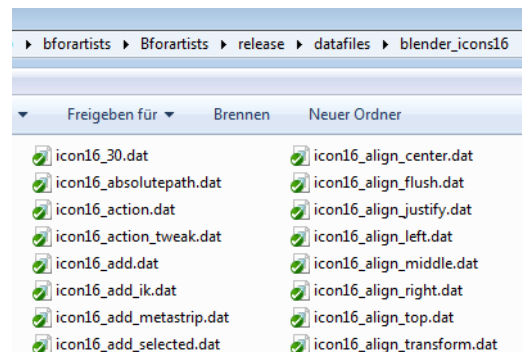 bforartists ▸ Bforartists ▸ release ▸ datafiles ▸ blender_icons16
Freigeben für Brennen Neuer Ordner
icon16_30.dat
icon16_absolutepath.dat
icon16_action.dat
icon16_action_tweak.dat
icon16_add.dat
icon16_add_ik.dat
icon16_add_metastrip.dat
icon16_add_selected.dat
icon16_align_center.dat
icon16_align_flush.dat
icon16_align_justify.dat
icon16_align_left.dat
icon16_align_middle.dat
icon16_align_right.dat
icon16_align_top.dat
icon16_align_transform.dat